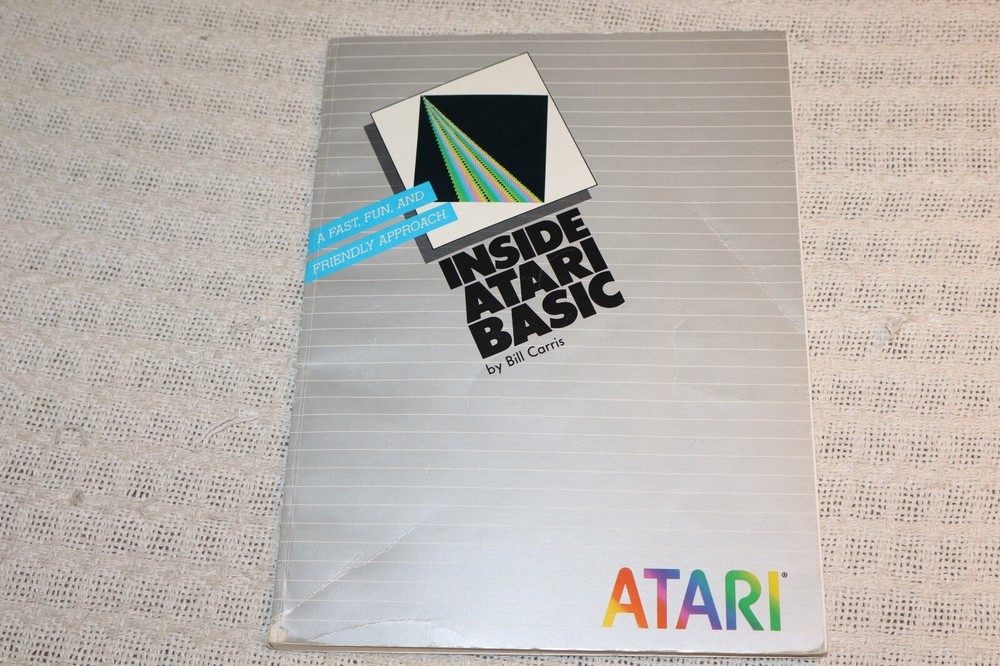 A FAST, FUN, AND
FRIENDLY APPROACH.
INSIDE
ATARI
BASIC
by Bill Carris
ATARI®